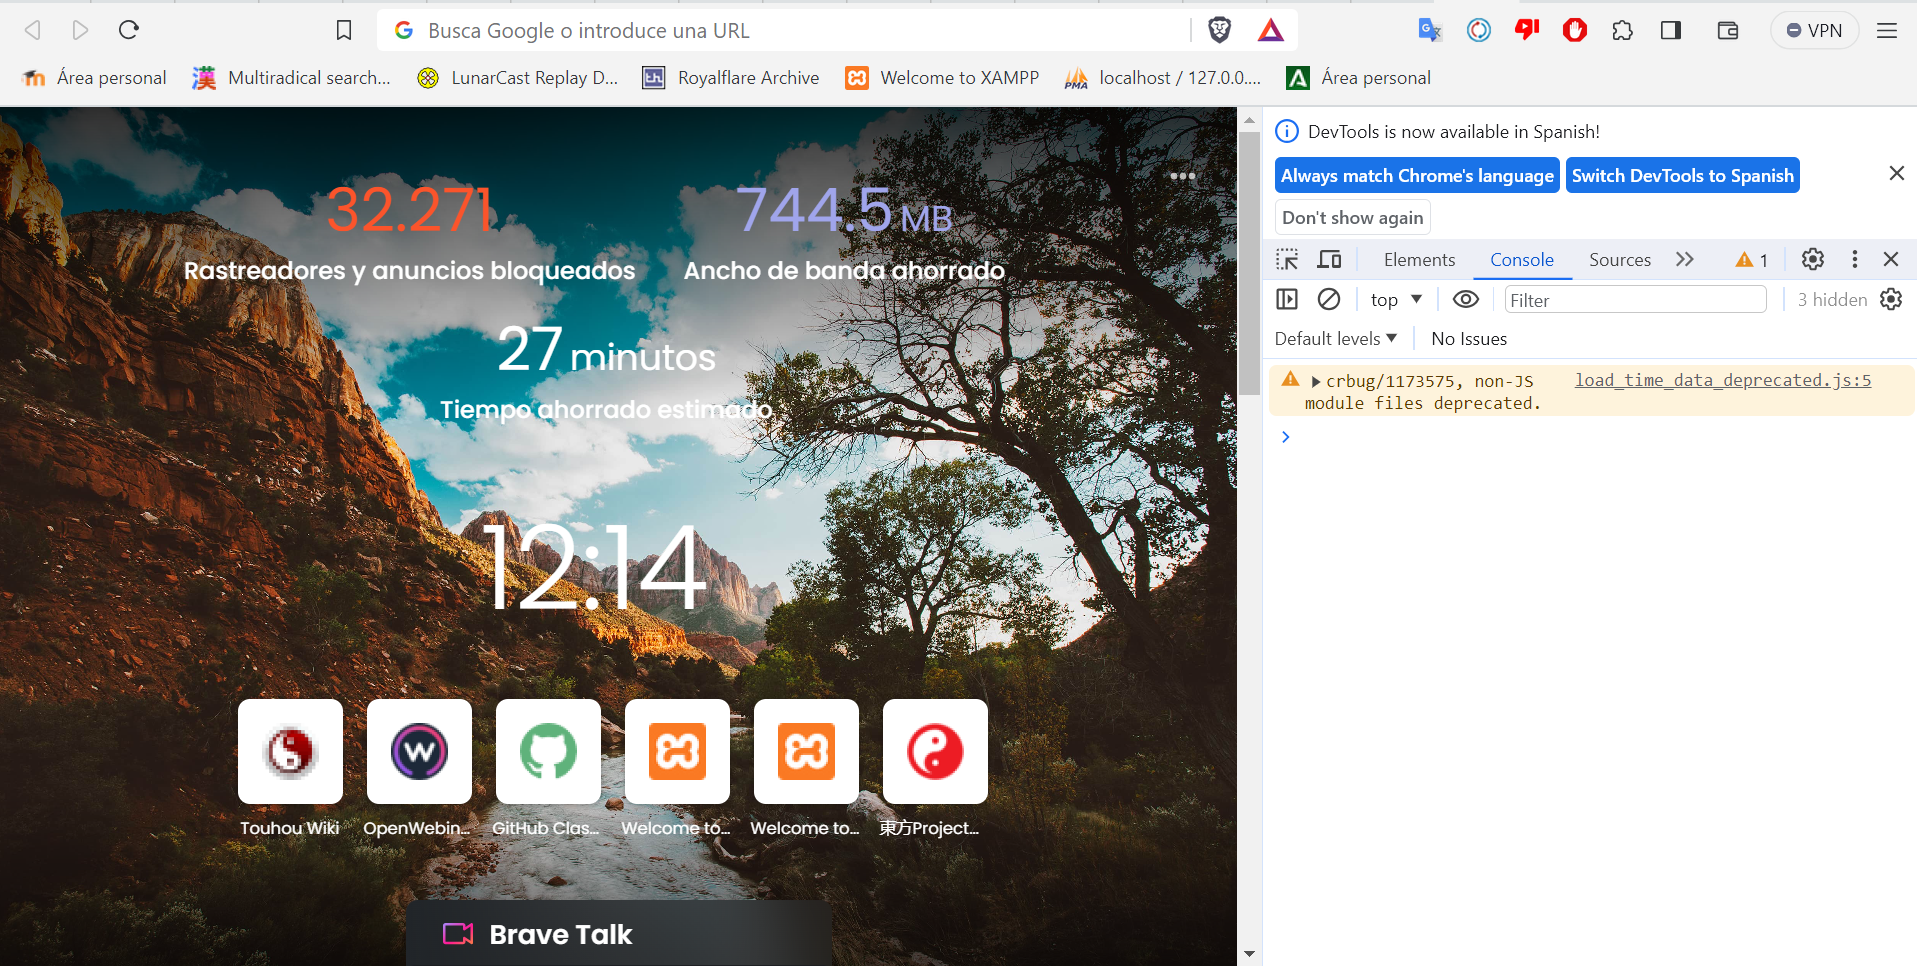 Busca Google o introduce una URL
VPN
Área personal
Multiradical search...
LunarCast Replay D...
Royalflare Archive
Welcome to XAMPP
PMA
localhost / 127.0.0....
Área personal
32.271
Rastreadores y anuncios bloqueados
744.5 MB
Ancho de banda ahorrado
27 minutos
Tiempo ahorrado estimado
12:14
Touhou Wiki
OpenWebin...
GitHub Clas...
Welcome to...
Welcome to...
東方Project...
Brave Talk
DevTools is now available in Spanish!
Always match Chrome's language
Switch DevTools to Spanish
Don't show again
Elements
Console
Sources
1
top
Filter
3 hidden
Default levels
No Issues
crbug/1173575, non-JS
module files deprecated.
load_time_data_deprecated.js:5